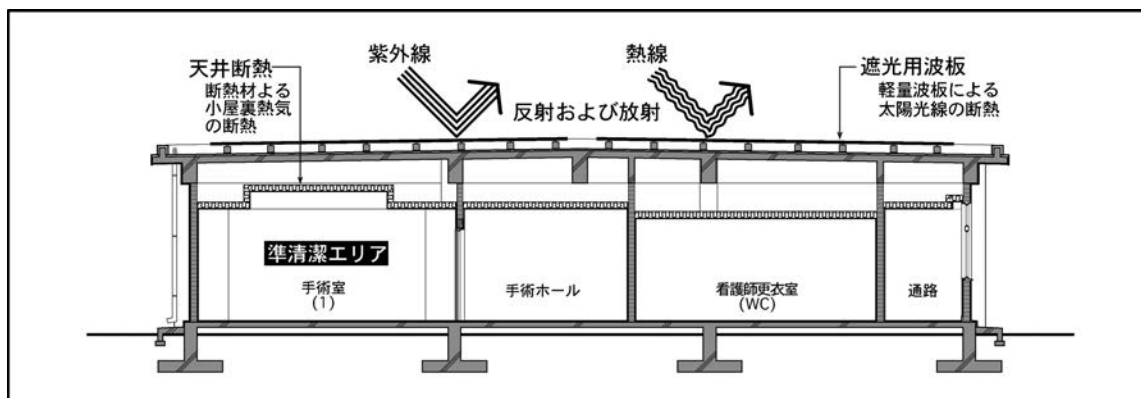 紫外線
熱線
天井断熱
断熱材よる
小屋裏熱気
の断熱
反射および放射
遮光用波板
軽量波板による
太陽光線の断熱
準清潔エリア
手術室
(1)
手術ホール
看護師更衣室
(WC)
通路